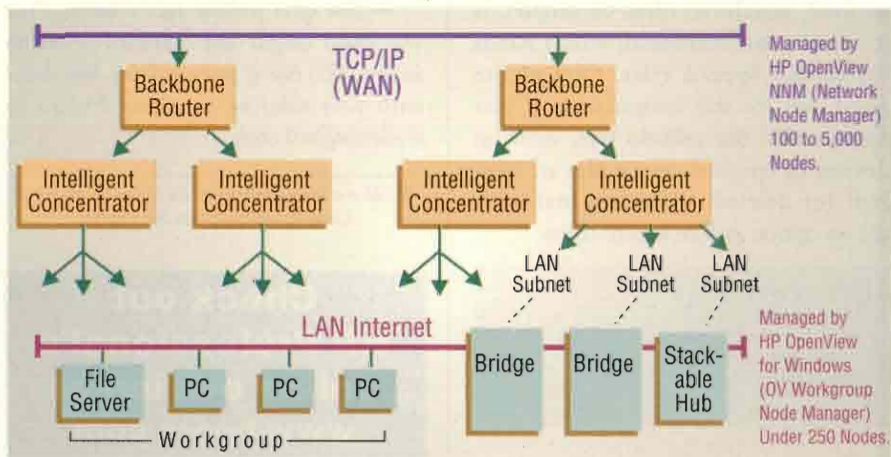 TCP/IP
(WAN)
Managed by
HP OpenView
NNM (Network
Node Manager)
100 to 5,000
Nodes.
Backbone
Router
Backbone
Router
Intelligent
Concentrator
Intelligent
Concentrator
Intelligent
Concentrator
Intelligent
Concentrator
LAN
Subnet
LAN
Subnet
LAN
Subnet
LAN Internet
File
Server
PC
PC
PC
Workgroup
Bridge
Bridge
Stack-
able
Hub
Managed by
HP OpenView
for Windows
(OV Workgroup
Node Manager)
Under 250 Nodes.